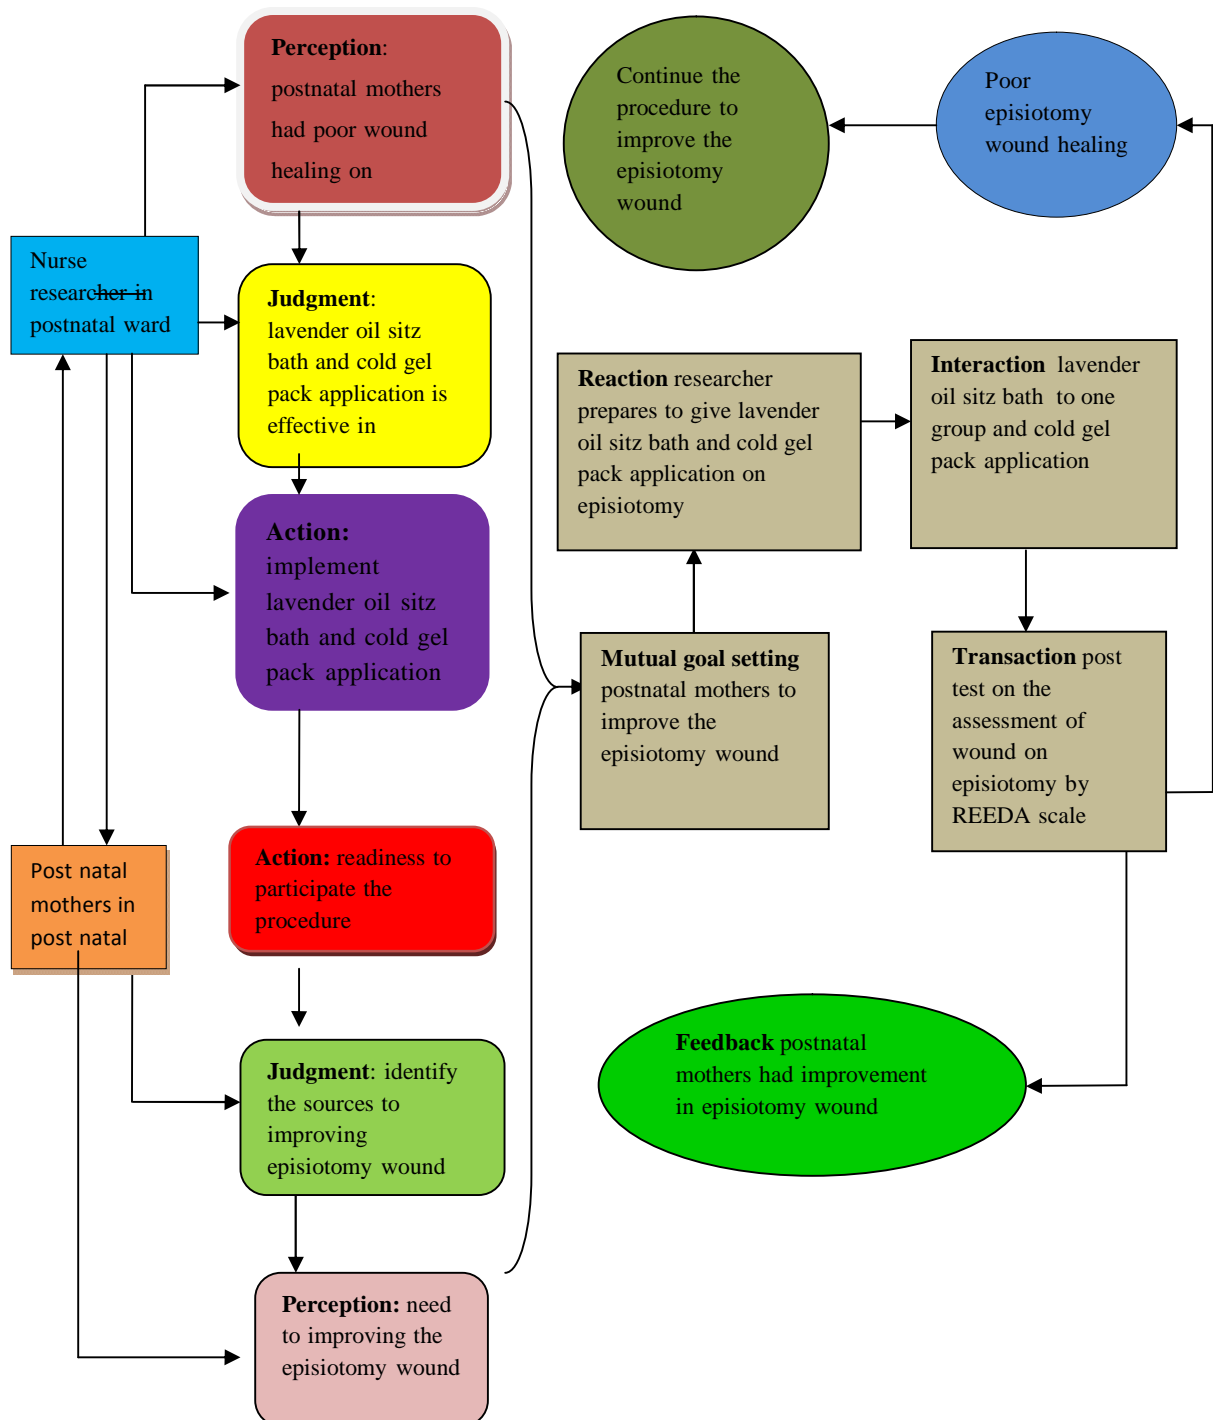 Perception:
postnatal mothers
had poor wound
healing on
Continue the
procedure to
improve the
episiotomy
wound
Poor
episiotomy
wound healing
Nurse
researcher in
postnatal ward
Judgment:
lavender oil sitz
bath and cold gel
pack application is
effective in
Reaction researcher
prepares to give lavender
oil sitz bath and cold gel
pack application on
episiotomy
Interaction lavender
oil sitz bath to one
group and cold gel
pack application
Action:
implement
lavender oil sitz
bath and cold gel
pack application
Mutual goal setting
postnatal mothers to
improve the
episiotomy wound
Transaction post
test on the
assessment of
wound on
episiotomy by
REEDA scale
Post natal
mothers in
post natal
Action: readiness to
participate the
procedure
Judgment: identify
the sources to
improving
episiotomy wound
Feedback postnatal
mothers had improvement
in episiotomy wound
Perception: need
to improving the
episiotomy wound